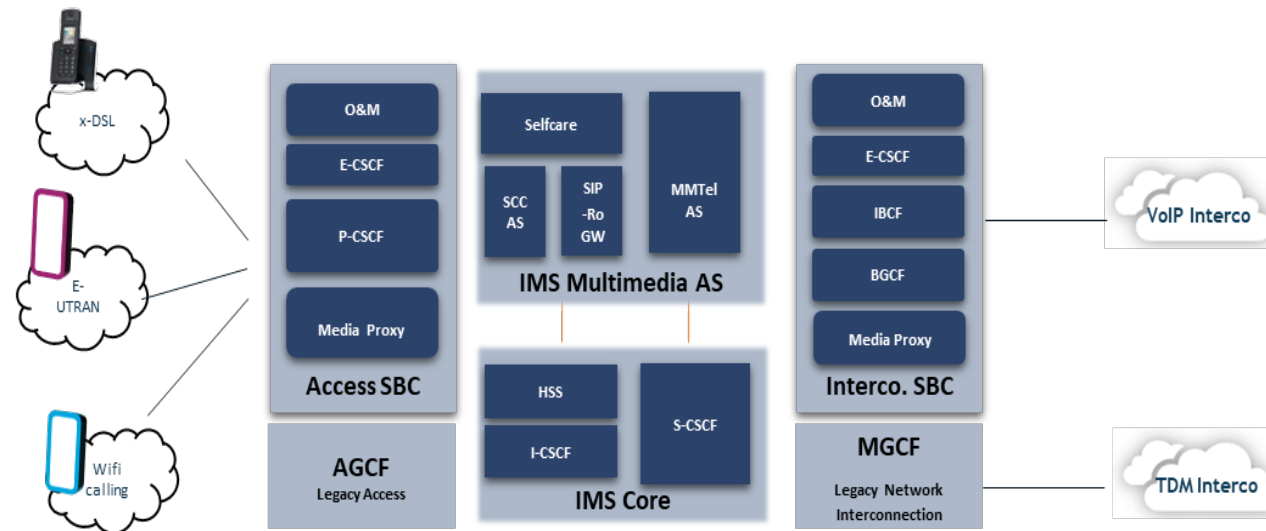 x-DSL
E-
UTRAN
Wifi
calling
O&M
E-CSCF
P-CSCF
Media Proxy
Access SBC
AGCF
Legacy Access
Selfcare
SCC
AS
SIP
-Ro
GW
MMTel
AS
IMS Multimedia AS
HSS
I-CSCF
S-CSCF
IMS Core
O&M
E-CSCF
IBCF
BGCF
Media Proxy
Interco. SBC
MGCF
Legacy Network
Interconnection
VoIP Interco
TDM Interco